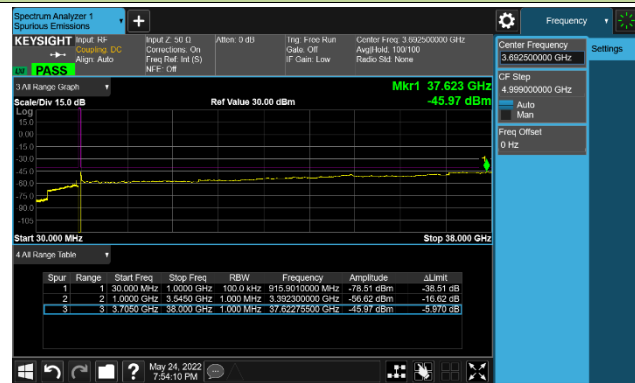 Spectrum Analyzer 1
Spurious Emissions
+
Frequency
KEYSIGHT Input: RF
Coupling: DC
Align: Auto
LW PASS
Input Z: 50 Ω
Corrections: On
Freq Ref: Int (S)
NFE: Off
Atten: 0 dB
Trig: Free Run
Gate: Off
IF Gain: Low
Center Freq: 3.692500000 GHz
Avg|Hold: 100/100
Radio Std: None
Center Frequency
3.692500000 GHz
Settings
CF Step
4.999000000 GHz
Auto
Man
Freq Offset
0 Hz
3 All Range Graph
Mkr1 37.623 GHz
Scale/Div 15.0 dB
Ref Value 30.00 dBm
-45.97 dBm
Log
15.0
0.00
-15.0
-30.0
-45.0
-60.0
-75.0
-90.0
-105
1
Start 30.000 MHz
Stop 38.000 GHz
4 All Range Table
Spur Range Start Freq Stop Freq RBW Frequency Amplitude ΔLimit
1 1 30.000 MHz 1.0000 GHz 100.0 kHz 915.9010000 MHz -78.51 dBm -38.51 dB
2 2 1.0000 GHz 3.5450 GHz 1.000 MHz 3.392300000 GHz -56.62 dBm -16.62 dB
3 3 3.7050 GHz 38.000 GHz 1.000 MHz 37.62275500 GHz -45.97 dBm -5.970 dB
?
May 24, 2022
7:54:10 PM